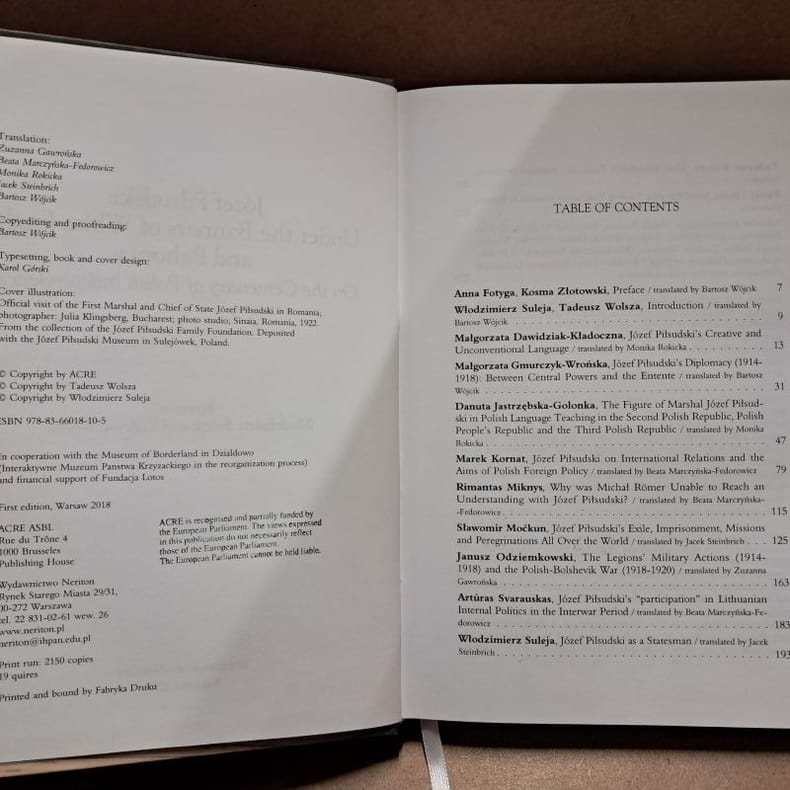 Translation:
Zuzanna Gawrońska
Beata Marczyńska-Fedorowicz
Monika Rokicka
Jacek Steinbrich
Bartosz Wójcik
Copyediting and proofreading:
Bartosz Wójcik
Typesetting, book and cover design:
Karol Górski
Cover illustration:
Official visit of the First Marshal and Chief of State Józef Piłsudski in Romania;
photographer: Julia Klingsberg, Bucharest; photo studio; Sinaia, Romania, 1922.
From the collection of the Józef Piłsudski Family Foundation. Deposited
with the Józef Piłsudski Museum in Sulejówek, Poland.
© Copyright by ACRE
© Copyright by Tadeusz Wolsza
© Copyright by Włodzimierz Suleja
ISBN 978-83-66018-10-5
In cooperation with the Museum of Borderland in Działdowo
(Interaktywne Muzeum Państwa Krzyżackiego in the reorganization process)
and financial support of Fundacja Lotos
First edition, Warsaw 2018
ACRE ASBL
Rue du Trône 4
1000 Brusseles
Publishing House
ACRE is recognised and partially funded by
the European Parliament. The views expressed
in this publication do not necessarily reflect
those of the European Parliament.
The European Parliament cannot be held liable.
Wydawnictwo Neriton
Rynek Starego Miasta 29/31,
00-272 Warszawa
tel. 22 831-02-61 wew. 26
www.neriton.pl
neriton@ihpan.edu.pl
Print run: 2150 copies
19 quires
Printed and bound by Fabryka Druku
TABLE OF CONTENTS
Anna Fotyga, Kosma Złotowski, Preface / translated by Bartosz Wójcik 7
Włodzimierz Suleja, Tadeusz Wolsza, Introduction / translated by
Bartosz Wójcik . . . . . . . . . . . . . . . . . . . . . . . . . . . . 9
Małgorzata Dawidziak-Kładoczna, Józef Piłsudski's Creative and
Unconventional Language / translated by Monika Rokicka . . . . . . . . . . 13
Małgorzata Gmurczyk-Wrońska, Józef Piłsudski's Diplomacy (1914-
1918): Between Central Powers and the Entente / translated by Bartosz
Wójcik . . . . . . . . . . . . . . . . . . . . . . . . . . . . . . 31
Danuta Jastrzębska-Golonka, The Figure of Marshal Józef Piłsud-
ski in Polish Language Teaching in the Second Polish Republic, Polish
People's Republic and the Third Polish Republic / translated by Monika
Rokicka . . . . . . . . . . . . . . . . . . . . . . . . . . . . . . 47
Marek Kornat, Józef Piłsudski on International Relations and the
Aims of Polish Foreign Policy / translated by Beata Marczyńska-Fedorowicz 79
Rimantas Miknys, Why was Michał Römer Unable to Reach an
Understanding with Józef Piłsudski? / translated by Beata Marczyńska-
-Fedorowicz . . . . . . . . . . . . . . . . . . . . . . . . . . . . 115
Sławomir Moćkun, Józef Piłsudski's Exile, Imprisonment, Missions
and Peregrinations All Over the World / translated by Jacek Steinbrich . . . 125
Janusz Odziemkowski, The Legions' Military Actions (1914-
1918) and the Polish-Bolshevik War (1918-1920) / translated by Zuzanna
Gawrońska . . . . . . . . . . . . . . . . . . . . . . . . . . . . . 163
Artūras Svarauskas, Józef Piłsudski's "participation" in Lithuanian
Internal Politics in the Interwar Period / translated by Beata Marczyńska-Fe-
dorowicz . . . . . . . . . . . . . . . . . . . . . . . . . . . . . . 183
Włodzimierz Suleja, Józef Piłsudski as a Statesman / translated by Jacek
Steinbrich . . . . . . . . . . . . . . . . . . . . . . . . . . . . . 193